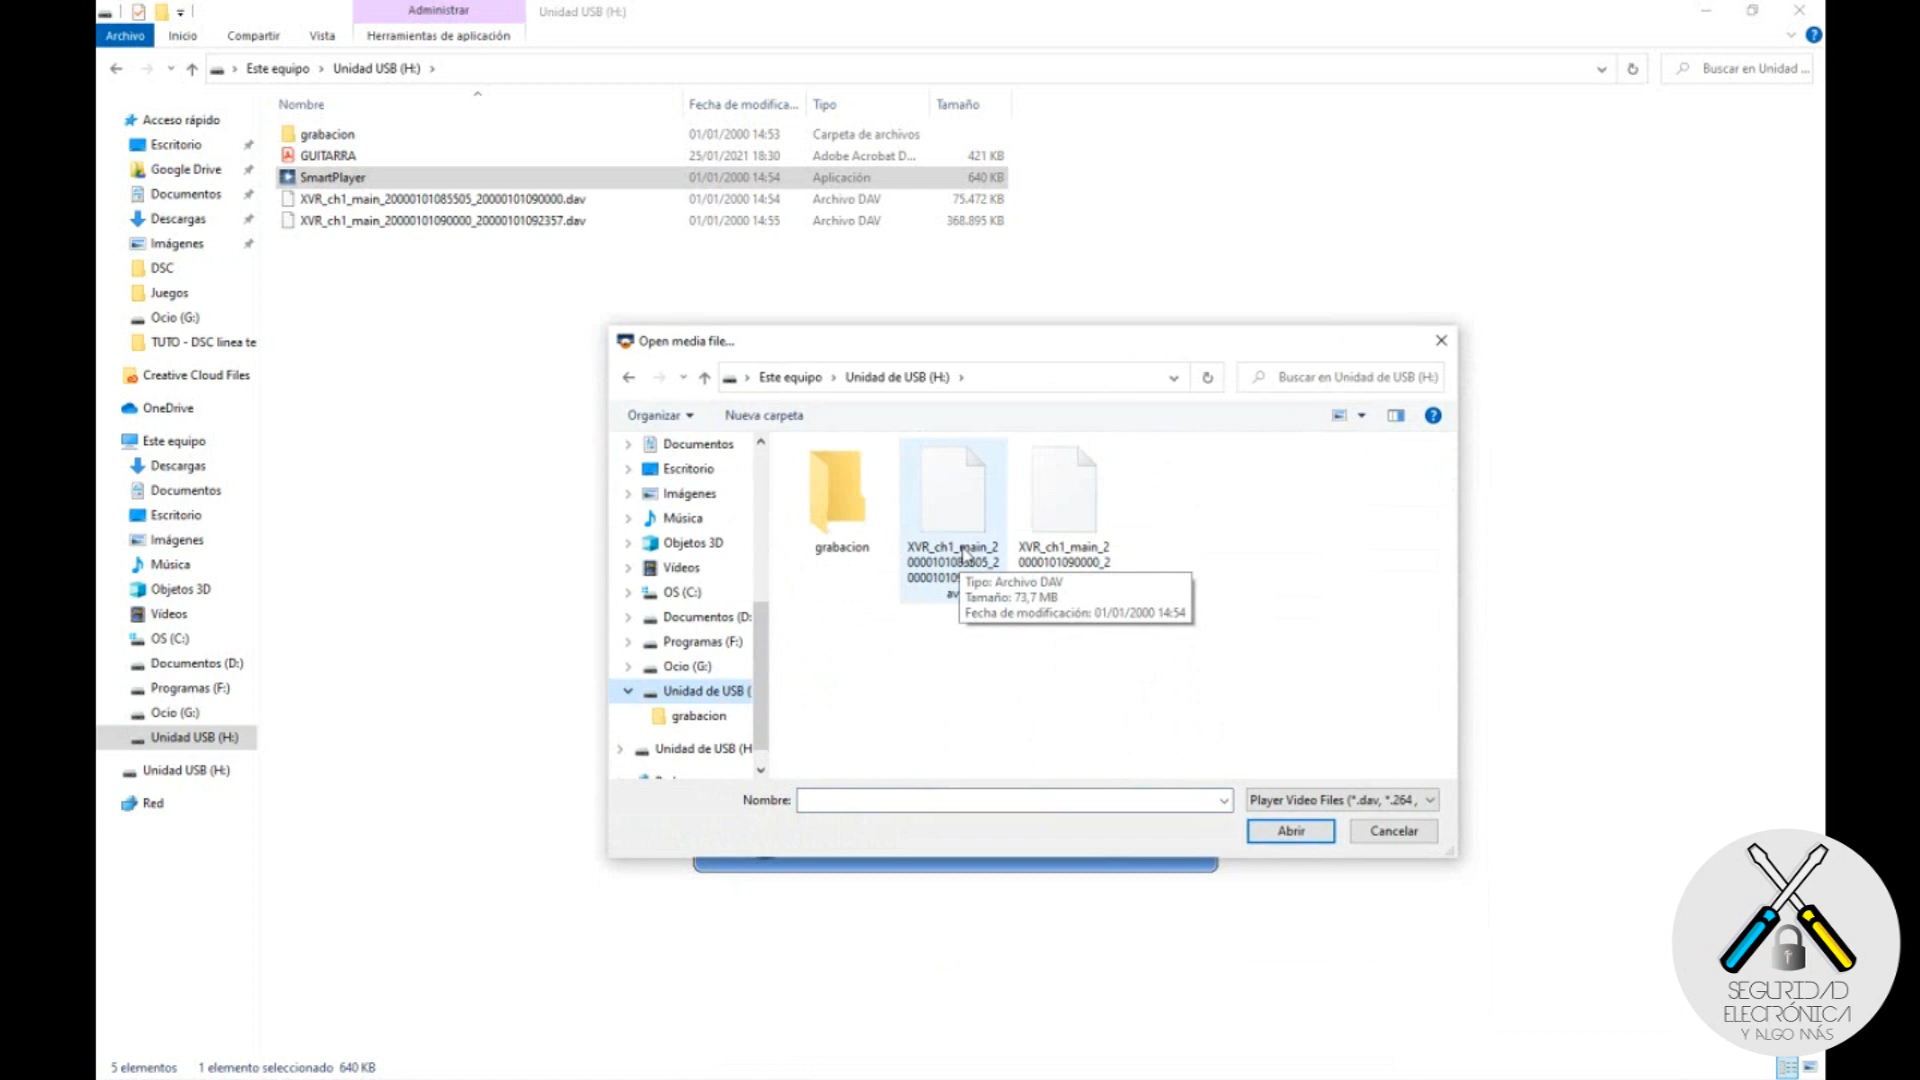 Administrar
Unidad USB (H:)
Archivo
Inicio
Compartir
Vista
Herramientas de aplicación
Este equipo
Unidad USB (H:)
Buscar en Unidad ...
Nombre
Fecha de modifica...
Tipo
Tamaño
grabacion
01/01/2000 14:53
Carpeta de archivos
GUITARRA
25/01/2021 18:30
Adobe Acrobat D...
421 KB
SmartPlayer
01/01/2000 14:54
Aplicación
640 KB
XVR_ch1_main_20000101085505_20000101090000.dav
01/01/2000 14:54
Archivo DAV
75.472 KB
XVR_ch1_main_20000101090000_20000101092357.dav
01/01/2000 14:55
Archivo DAV
368.895 KB
Acceso rápido
Escritorio
Google Drive
Documentos
Descargas
Imágenes
DSC
Juegos
Ocio (G:)
TUTO - DSC linea te
Creative Cloud Files
OneDrive
Este equipo
Descargas
Documentos
Escritorio
Imágenes
Música
Objetos 3D
Vídeos
OS (C:)
Documentos (D:)
Programas (F:)
Ocio (G:)
Unidad USB (H:)
Unidad USB (H:)
Red
Open media file...
Este equipo
Unidad de USB (H:)
Buscar en Unidad de USB (H:)
Organizar
Nueva carpeta
Documentos
Escritorio
Imágenes
Música
Objetos 3D
Vídeos
OS (C:)
Documentos (D:
Programas (F:)
Ocio (G:)
Unidad de USB (
grabacion
Unidad de USB (H
grabacion
XVR_ch1_main_2
XVR_ch1_main_2
0000101090000_2
Tipo: Archivo DAV
Tamaño: 73,7 MB
Fecha de modificación: 01/01/2000 14:54
Nombre:
Player Video Files (*.dav, *.264 ,
Abrir
Cancelar
SEGURIDAD
ELECTRÓNICA
Y ALGO MÁS
5 elementos
1 elemento seleccionado 640 KB